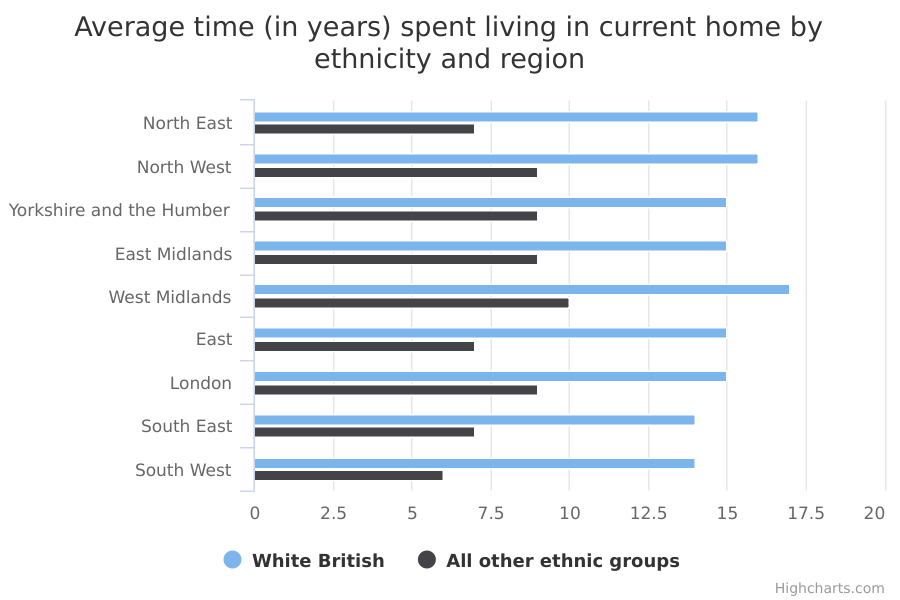 Average time (in years) spent living in current home by
ethnicity and region
North East
North West
Yorkshire and the Humber
East Midlands
West Midlands
East
London
South East
South West
0 2.5 5 7.5 10 12.5 15 17.5 20
White British All other ethnic groups
Highcharts.com